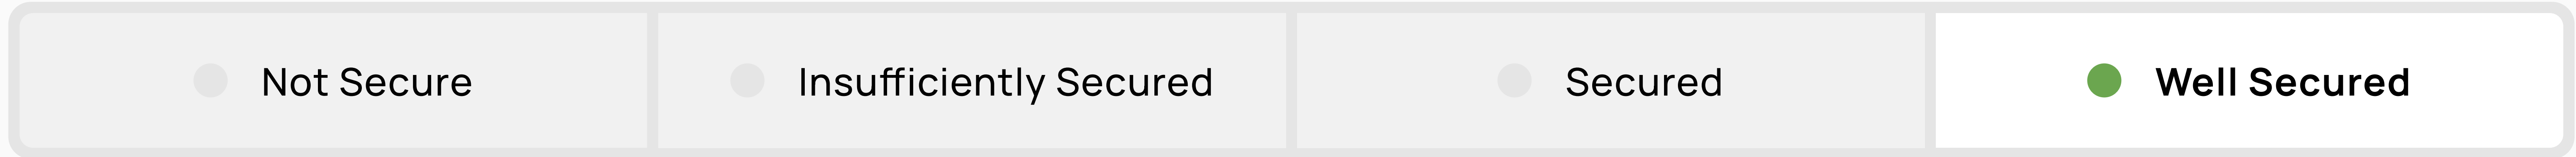 Not Secure
Insufficiently Secured
Secured
Well Secured